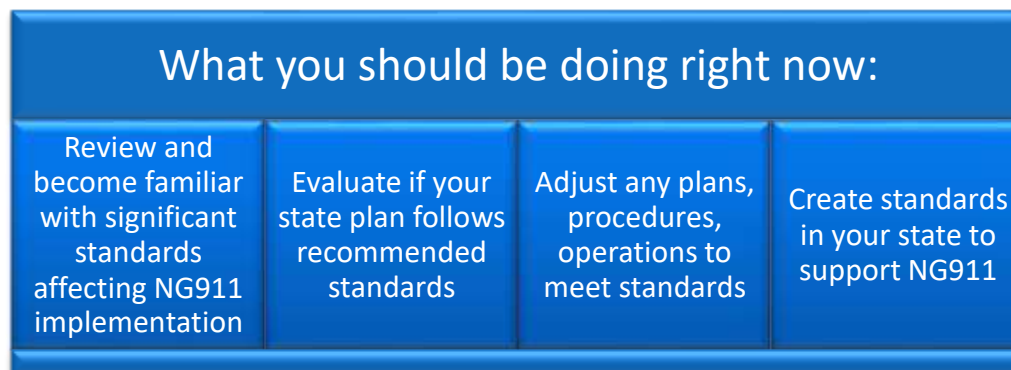 What you should be doing right now:
Review and
become familiar
with significant
standards
affecting NG911
implementation
Evaluate if your
state plan follows
recommended
standards
Adjust any plans,
procedures,
operations to
meet standards
Create standards
in your state to
support NG911